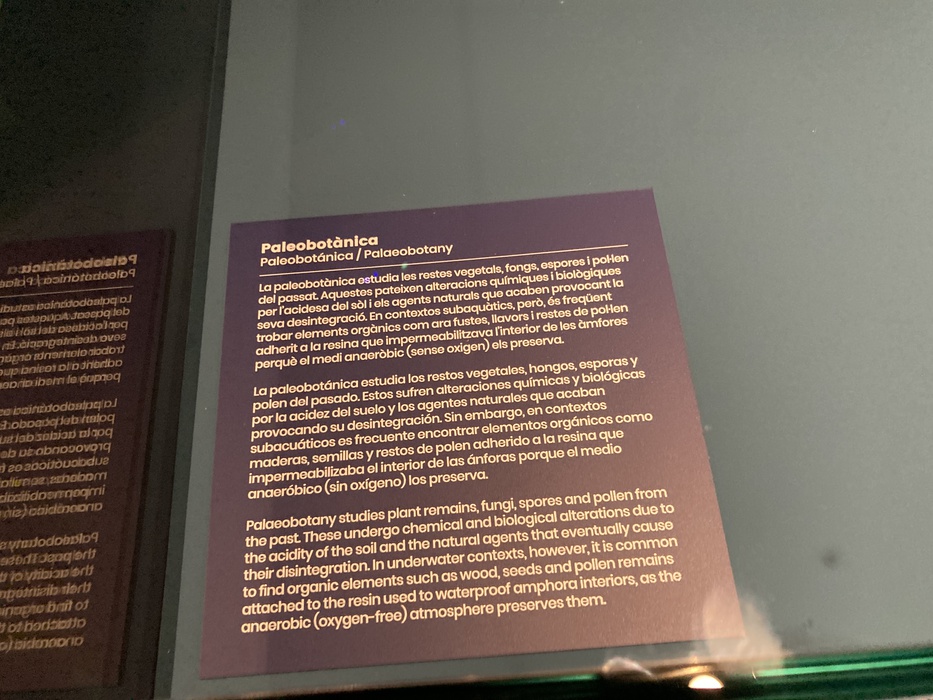 Paleobotànica
Paleobotánica / Palaeobotany
La paleobotànica estudia les restes vegetals, fongs, espores i pol·len
del passat. Aquestes pateixen alteracions químiques i biològiques
per l'acidesa del sòl i els agents naturals que acaben provocant la
seva desintegració. En contextos subaquàtics, però, és freqüent
trobar elements orgànics com ara fustes, llavors i restes de pol·len
adherit a la resina que impermeabilitzava l'interior de les àmfores
perquè el medi anaeròbic (sense oxigen) els preserva.
La paleobotánica estudia los restos vegetales, hongos, esporas y
polen del pasado. Estos sufren alteraciones químicas y biológicas
por la acidez del suelo y los agentes naturales que acaban
provocando su desintegración. Sin embargo, en contextos
subacuáticos es frecuente encontrar elementos orgánicos como
maderas, semillas y restos de polen adherido a la resina que
impermeabilizaba el interior de las ánforas porque el medio
anaeróbico (sin oxígeno) los preserva.
Palaeobotany studies plant remains, fungi, spores and pollen from
the past. These undergo chemical and biological alterations due to
the acidity of the soil and the natural agents that eventually cause
their disintegration. In underwater contexts, however, it is common
to find organic elements such as wood, seeds and pollen remains
attached to the resin used to waterproof amphora interiors, as the
anaerobic (oxygen-free) atmosphere preserves them.